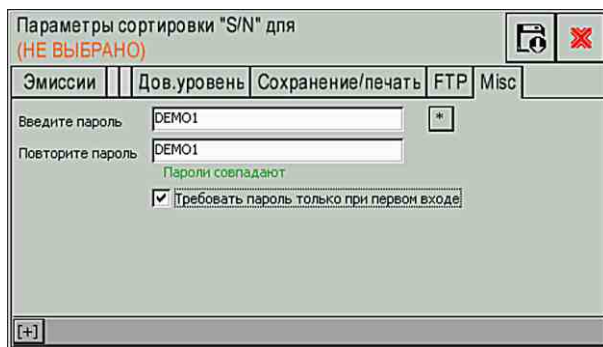 Параметры сортировки "S/N" для
(НЕ ВЫБРАНО)
Эмиссии Дов.уровень Сохранение/печать FTP Misc
Введите пароль DEMO1 *
Повторите пароль DEMO1
Пароли совпадают
Требовать пароль только при первом входе
[+]